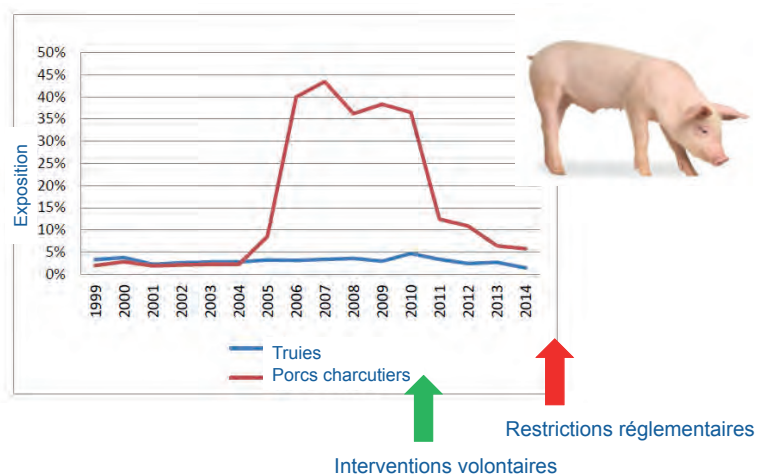 50%
45%
40%
35%
30%
25%
20%
15%
10%
5%
0%
Exposition
1999 2000 2001 2002 2003 2004 2005 2006 2007 2008 2009 2010 2011 2012 2013 2014
Truies
Porcs charcutiers
Restrictions réglementaires
Interventions volontaires